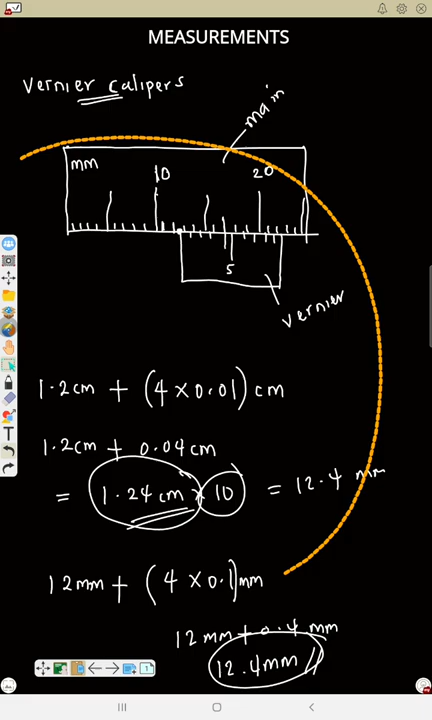 MEASUREMENTS
Vernier Calipers
main
mm
10
20
5
vernier
1.2cm + (4 × 0.01) cm
1.2cm + 0.04cm
= 1.24 cm × 10 = 12.4 mm
12mm + (4 × 0.1) mm
12mm + 0.4 mm
12.4mm //